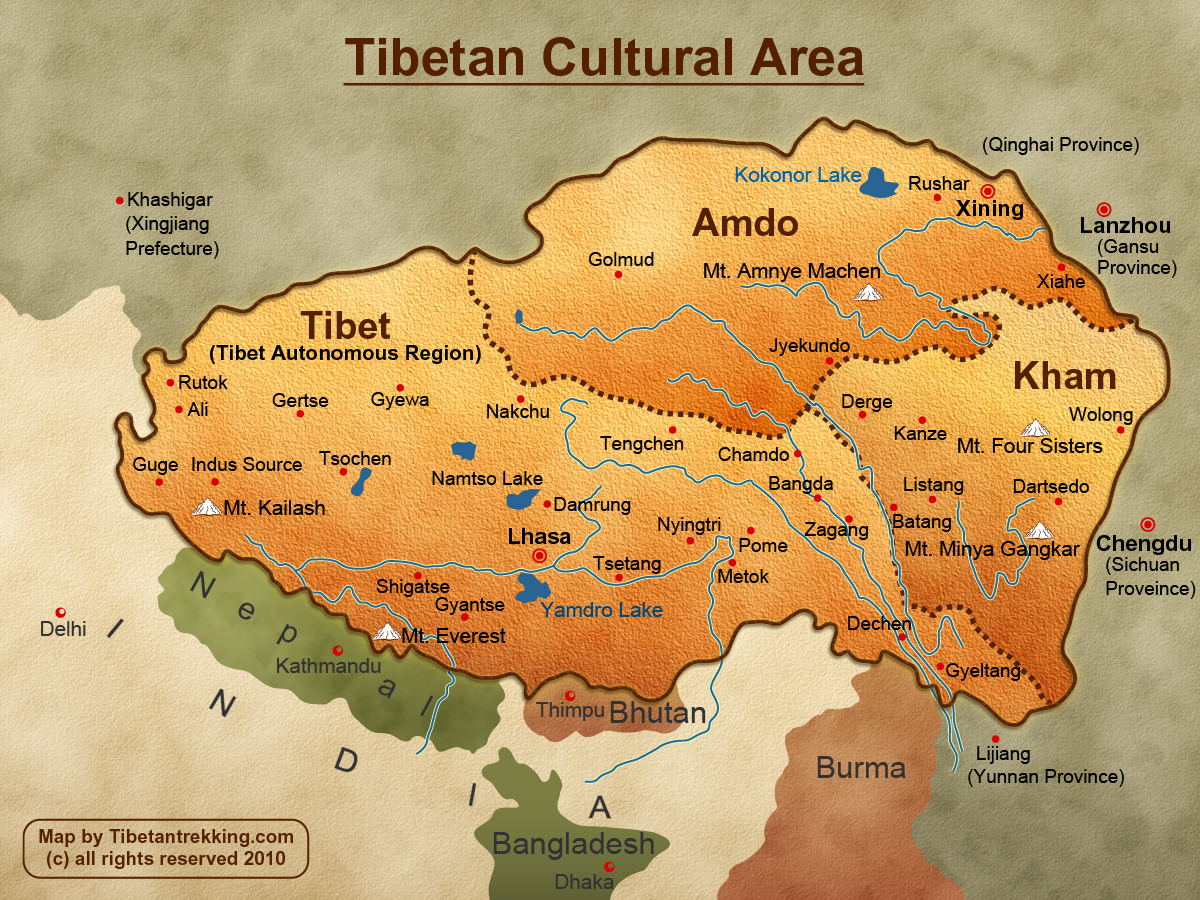 Tibetan Cultural Area
(Qinghai Province)
Kokonor Lake
Rushar
Xining
Khashigar
(Xingjiang
Prefecture)
Lanzhou
(Gansu
Province)
Amdo
Golmud
Mt. Amnye Machen
Xiahe
Tibet
(Tibet Autonomous Region)
Jyekundo
Kham
Rutok
Ali
Gertse
Gyewa
Nakchu
Derge
Kanze
Wolong
Mt. Four Sisters
Tengchen
Chamdo
Guge
Indus Source
Tsochen
Namtso Lake
Bangda
Listang
Dartsedo
Mt. Kailash
Damrung
Nyingtri
Zagang
Batang
Lhasa
Pome
Mt. Minya Gangkar
Chengdu
(Sichuan
Proveince)
Tsetang
Metok
Shigatse
Gyantse
Yamdro Lake
Mt. Everest
Dechen
Gyeltang
Nepal
Kathmandu
Delhi
INDIA
Thimpu
Bhutan
Burma
Lijiang
(Yunnan Province)
Bangladesh
Dhaka
Map by Tibetantrekking.com
(c) all rights reserved 2010